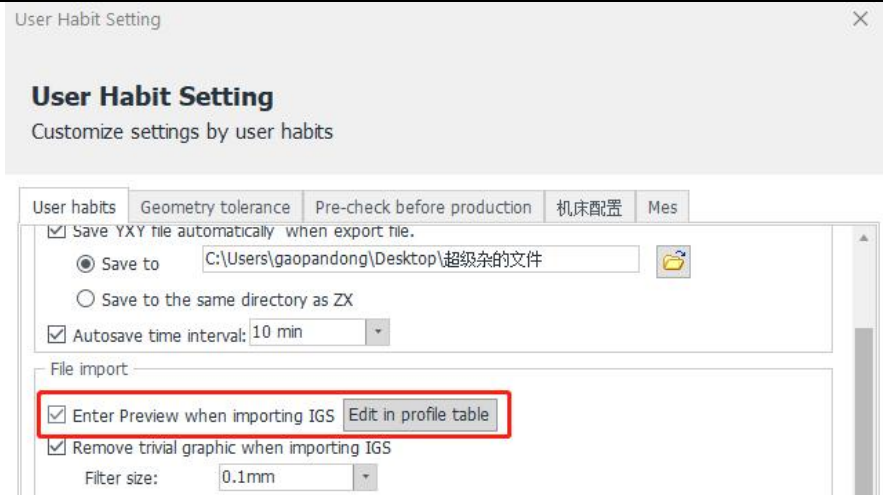 User Habit Setting
User Habit Setting
Customize settings by user habits
User habits Geometry tolerance Pre-check before production 机床配置 Mes
Save YXY file automatically when export file.
Save to C:\Users\gaopandong\Desktop\超级杂的文件
Save to the same directory as ZX
Autosave time interval: 10 min
File import
Enter Preview when importing IGS Edit in profile table
Remove trivial graphic when importing IGS
Filter size: 0.1mm